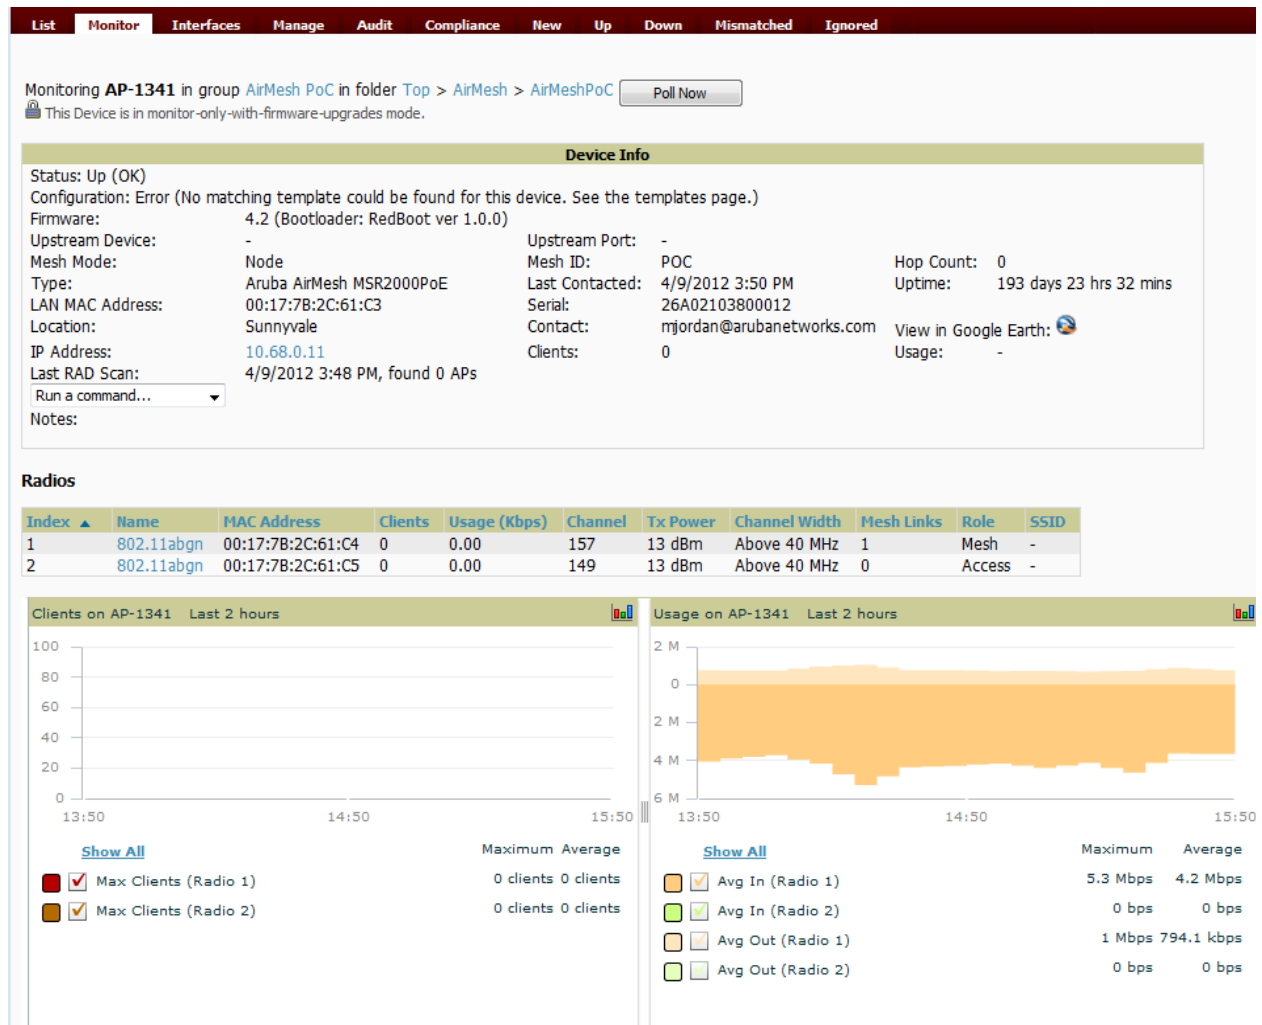 List Monitor Interfaces Manage Audit Compliance New Up Down Mismatched Ignored
Monitoring AP-1341 in group AirMesh PoC in folder Top > AirMesh > AirMeshPoC Poll Now
This Device is in monitor-only-with-firmware-upgrades mode.
Device Info
Status: Up (OK)
Configuration: Error (No matching template could be found for this device. See the templates page.)
Firmware: 4.2 (Bootloader: RedBoot ver 1.0.0)
Upstream Device: - Upstream Port: -
Mesh Mode: Node Mesh ID: POC Hop Count: 0
Type: Aruba AirMesh MSR2000PoE Last Contacted: 4/9/2012 3:50 PM Uptime: 193 days 23 hrs 32 mins
LAN MAC Address: 00:17:7B:2C:61:C3 Serial: 26A02103800012
Location: Sunnyvale Contact: mjordan@arubanetworks.com View in Google Earth:
IP Address: 10.68.0.11 Clients: 0 Usage: -
Last RAD Scan: 4/9/2012 3:48 PM, found 0 APs
Run a command...
Notes:
Radios
Index Name MAC Address Clients Usage (Kbps) Channel Tx Power Channel Width Mesh Links Role SSID
1 802.11abgn 00:17:7B:2C:61:C4 0 0.00 157 13 dBm Above 40 MHz 1 Mesh -
2 802.11abgn 00:17:7B:2C:61:C5 0 0.00 149 13 dBm Above 40 MHz 0 Access -
Clients on AP-1341 Last 2 hours
100
80
60
40
20
0
13:50 14:50 15:50
Show All Maximum Average
Max Clients (Radio 1) 0 clients 0 clients
Max Clients (Radio 2) 0 clients 0 clients
Usage on AP-1341 Last 2 hours
2 M
0
2 M
4 M
6 M
13:50 14:50 15:50
Show All Maximum Average
Avg In (Radio 1) 5.3 Mbps 4.2 Mbps
Avg In (Radio 2) 0 bps 0 bps
Avg Out (Radio 1) 1 Mbps 794.1 kbps
Avg Out (Radio 2) 0 bps 0 bps